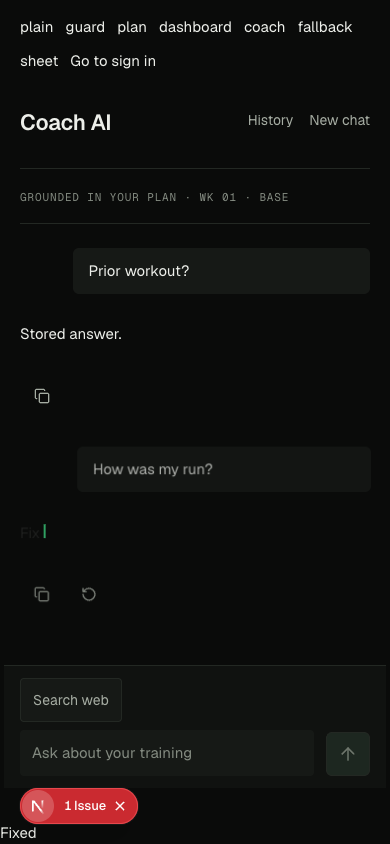 plain guard plan dashboard coach fallback
sheet Go to sign in
Coach AI
History New chat
GROUNDED IN YOUR PLAN · WK 01 · BASE
Prior workout?
Stored answer.
How was my run?
Fix
Search web
Ask about your training
N 1 Issue
Fixed